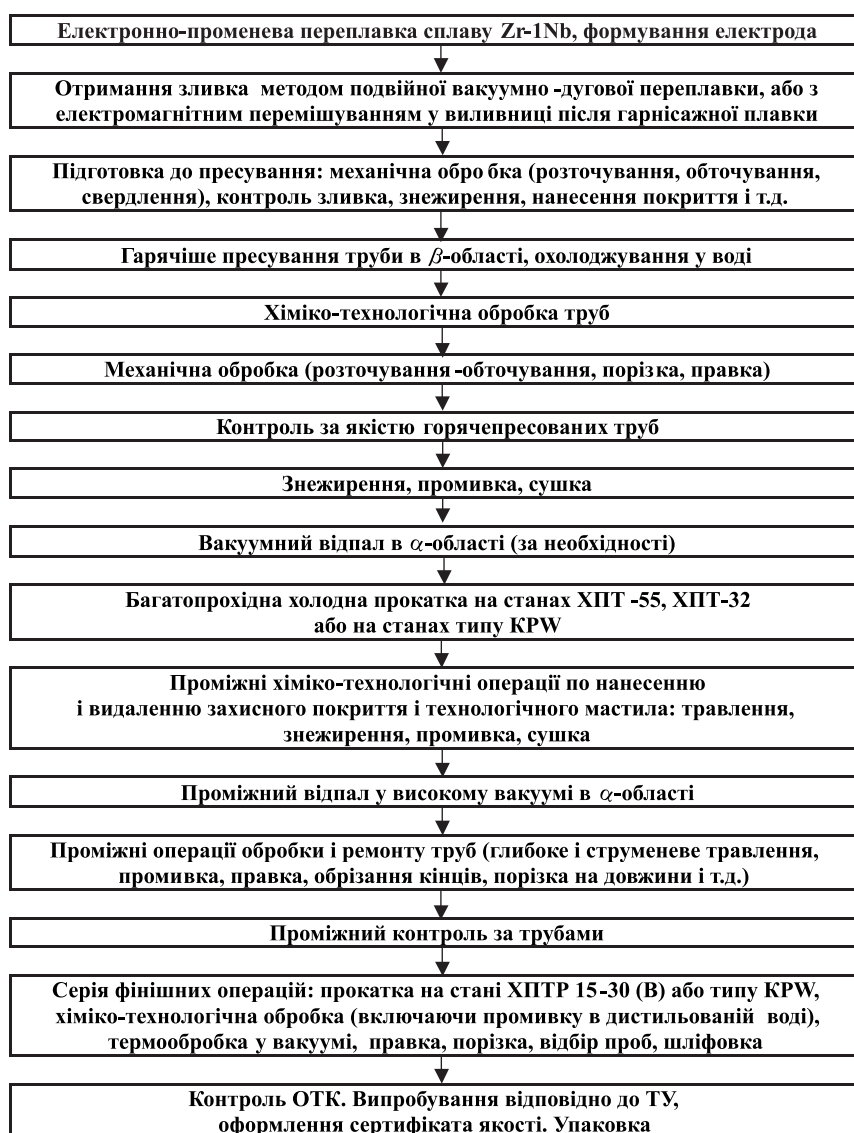 Електронно-променева переплавка сплаву Zr-1Nb, формування електрода
Отримання зливка методом подвійної вакуумно -дугової переплавки, або з
електромагнітним перемішуванням у виливниці після гарнісажної плавки
Підготовка до пресування: механічна обро бка (розточування, обточування,
свердлення), контроль зливка, знежирення, нанесення покриття і т.д.
Гарячіше пресування труби в β-області, охолоджування у воді
Хіміко-технологічна обробка труб
Механічна обробка (розточування -обточування, порізка, правка)
Контроль за якістю горячепресованих труб
Знежирення, промивка, сушка
Вакуумний відпал в α-області (за необхідності)
Багатопрохідна холодна прокатка на станах ХПТ -55, ХПТ-32
або на станах типу KPW
Проміжні хіміко-технологічні операції по нанесенню
і видаленню захисного покриття і технологічного мастила: травлення,
знежирення, промивка, сушка
Проміжний відпал у високому вакуумі в α-області
Проміжні операції обробки і ремонту труб (глибоке і струменеве травлення,
промивка, правка, обрізання кінців, порізка на довжини і т.д.)
Проміжний контроль за трубами
Серія фінішних операцій: прокатка на стані ХПТР 15-30 (В) або типу KPW,
хіміко-технологічна обробка (включаючи промивку в дистильованій воді),
термообробка у вакуумі, правка, порізка, відбір проб, шліфовка
Контроль ОТК. Випробування відповідно до ТУ,
оформлення сертифіката якості. Упаковка